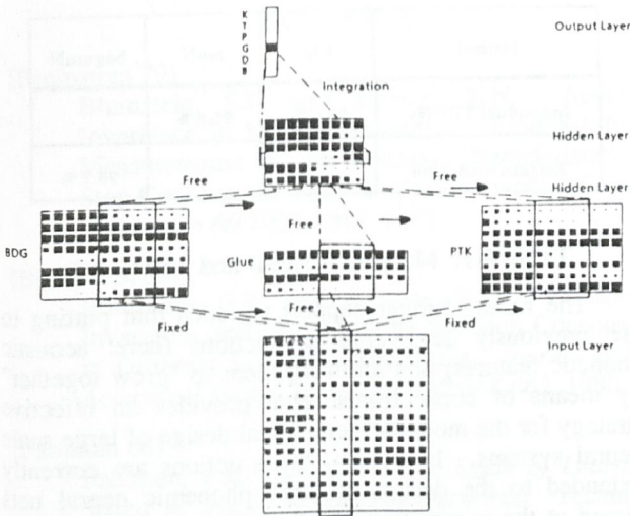 K
T
P
G
D
B
Output Layer
Integration
Hidden Layer
Free
Free
Hidden Layer
Free
BDG
Glue
PTK
Free
Fixed
Fixed
Input Layer